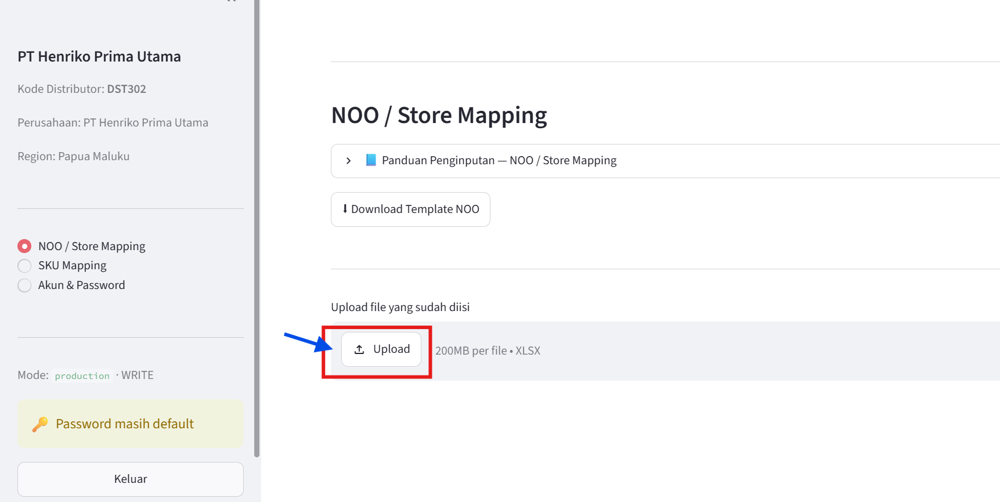 PT Henriko Prima Utama
Kode Distributor: DST302
Perusahaan: PT Henriko Prima Utama
Region: Papua Maluku
NOO / Store Mapping
SKU Mapping
Akun & Password
Mode: production · WRITE
Password masih default
Keluar
NOO / Store Mapping
Panduan Penginputan — NOO / Store Mapping
Download Template NOO
Upload file yang sudah diisi
Upload
200MB per file • XLSX